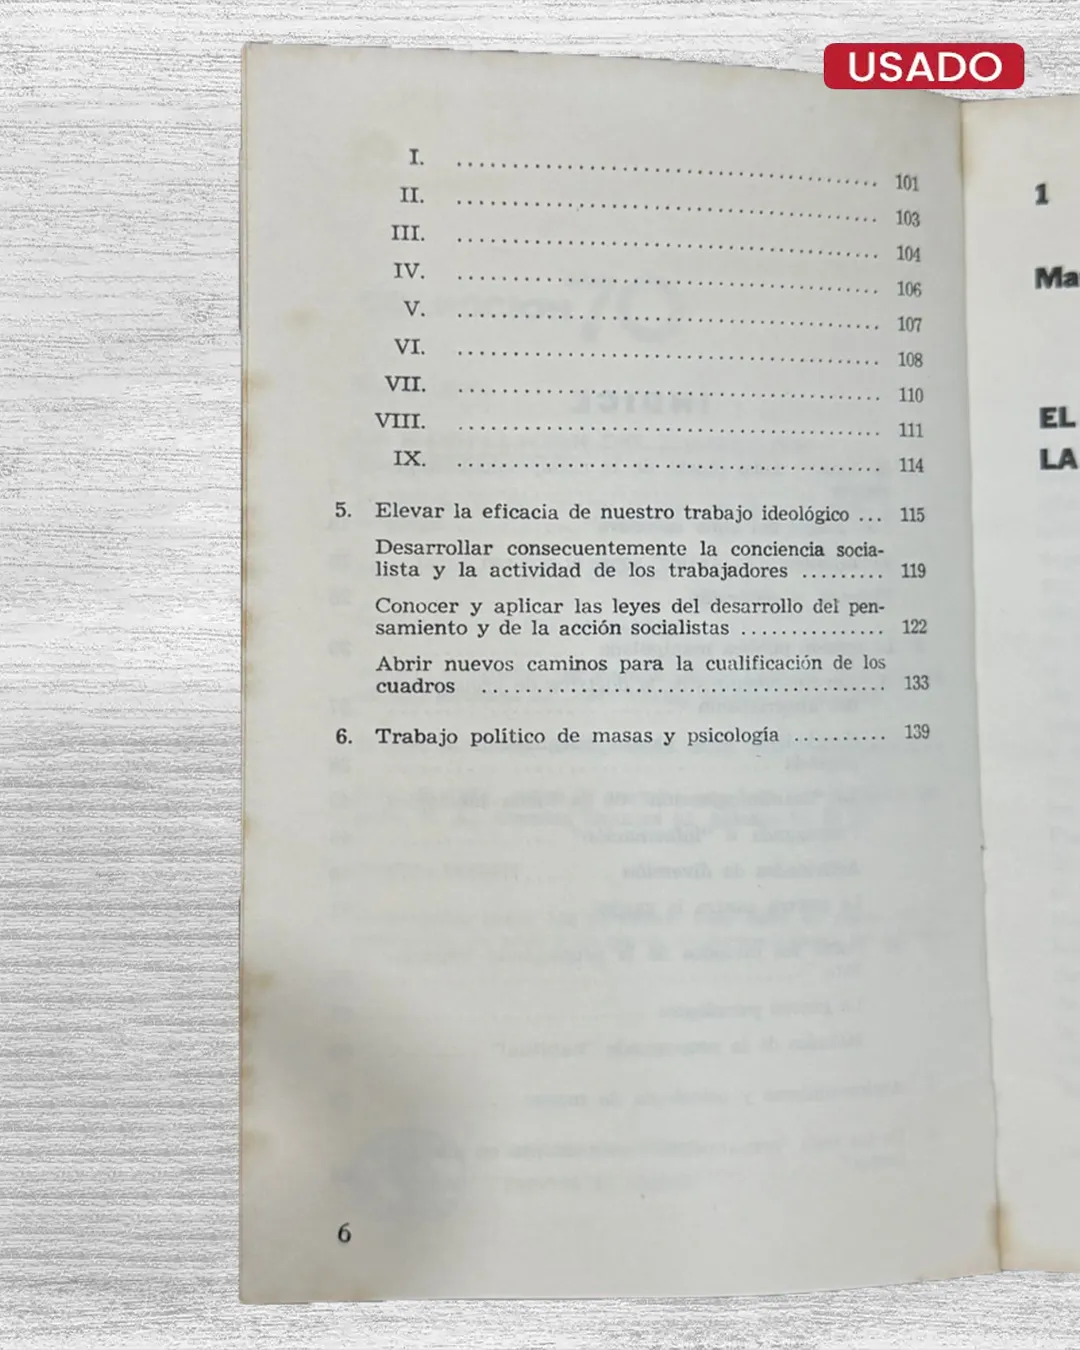 USADO
I. ........................................ 101
II. ........................................ 103
III. ........................................ 104
IV. ........................................ 106
V. ........................................ 107
VI. ........................................ 108
VII. ........................................ 110
VIII. ........................................ 111
IX. ........................................ 114
5. Elevar la eficacia de nuestro trabajo ideológico ... 115
Desarrollar consecuentemente la conciencia socia-
lista y la actividad de los trabajadores ......... 119
Conocer y aplicar las leyes del desarrollo del pen-
samiento y de la acción socialistas ............... 122
Abrir nuevos caminos para la cualificación de los
cuadros ...................................... 133
6. Trabajo político de masas y psicología .......... 139
6
1
Ma
EL
LA